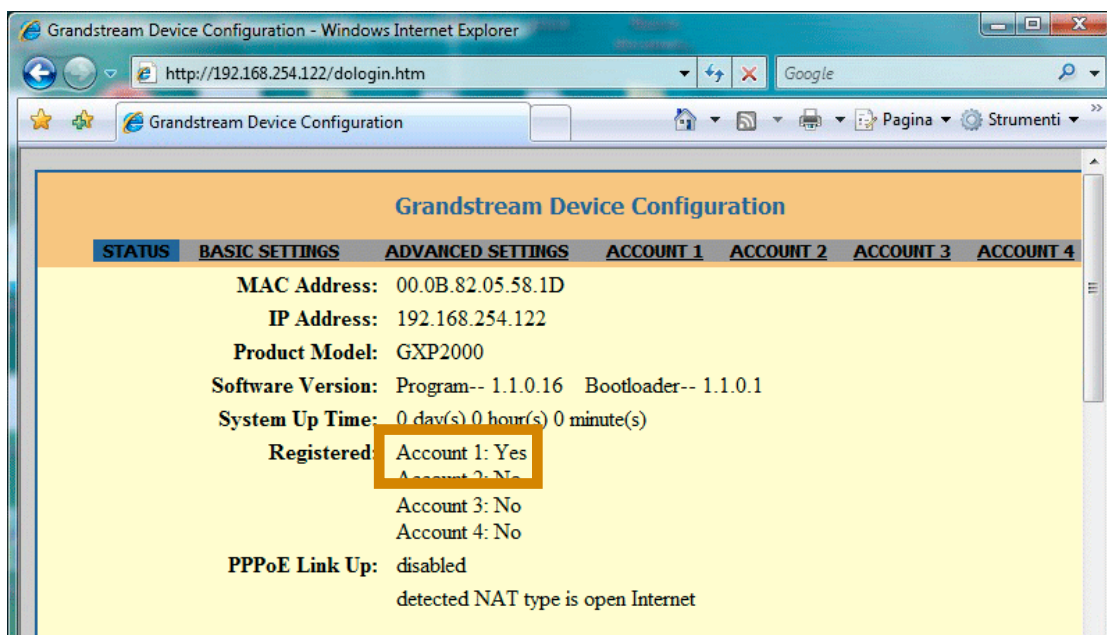 Grandstream Device Configuration - Windows Internet Explorer
http://192.168.254.122/dologin.htm
Google
Grandstream Device Configuration
Pagina
Strumenti
Grandstream Device Configuration
STATUS BASIC SETTINGS ADVANCED SETTINGS ACCOUNT 1 ACCOUNT 2 ACCOUNT 3 ACCOUNT 4
MAC Address: 00.0B.82.05.58.1D
IP Address: 192.168.254.122
Product Model: GXP2000
Software Version: Program-- 1.1.0.16 Bootloader-- 1.1.0.1
System Up Time: 0 day(s) 0 hour(s) 0 minute(s)
Registered: Account 1: Yes
Account 2: No
Account 3: No
Account 4: No
PPPoE Link Up: disabled
detected NAT type is open Internet